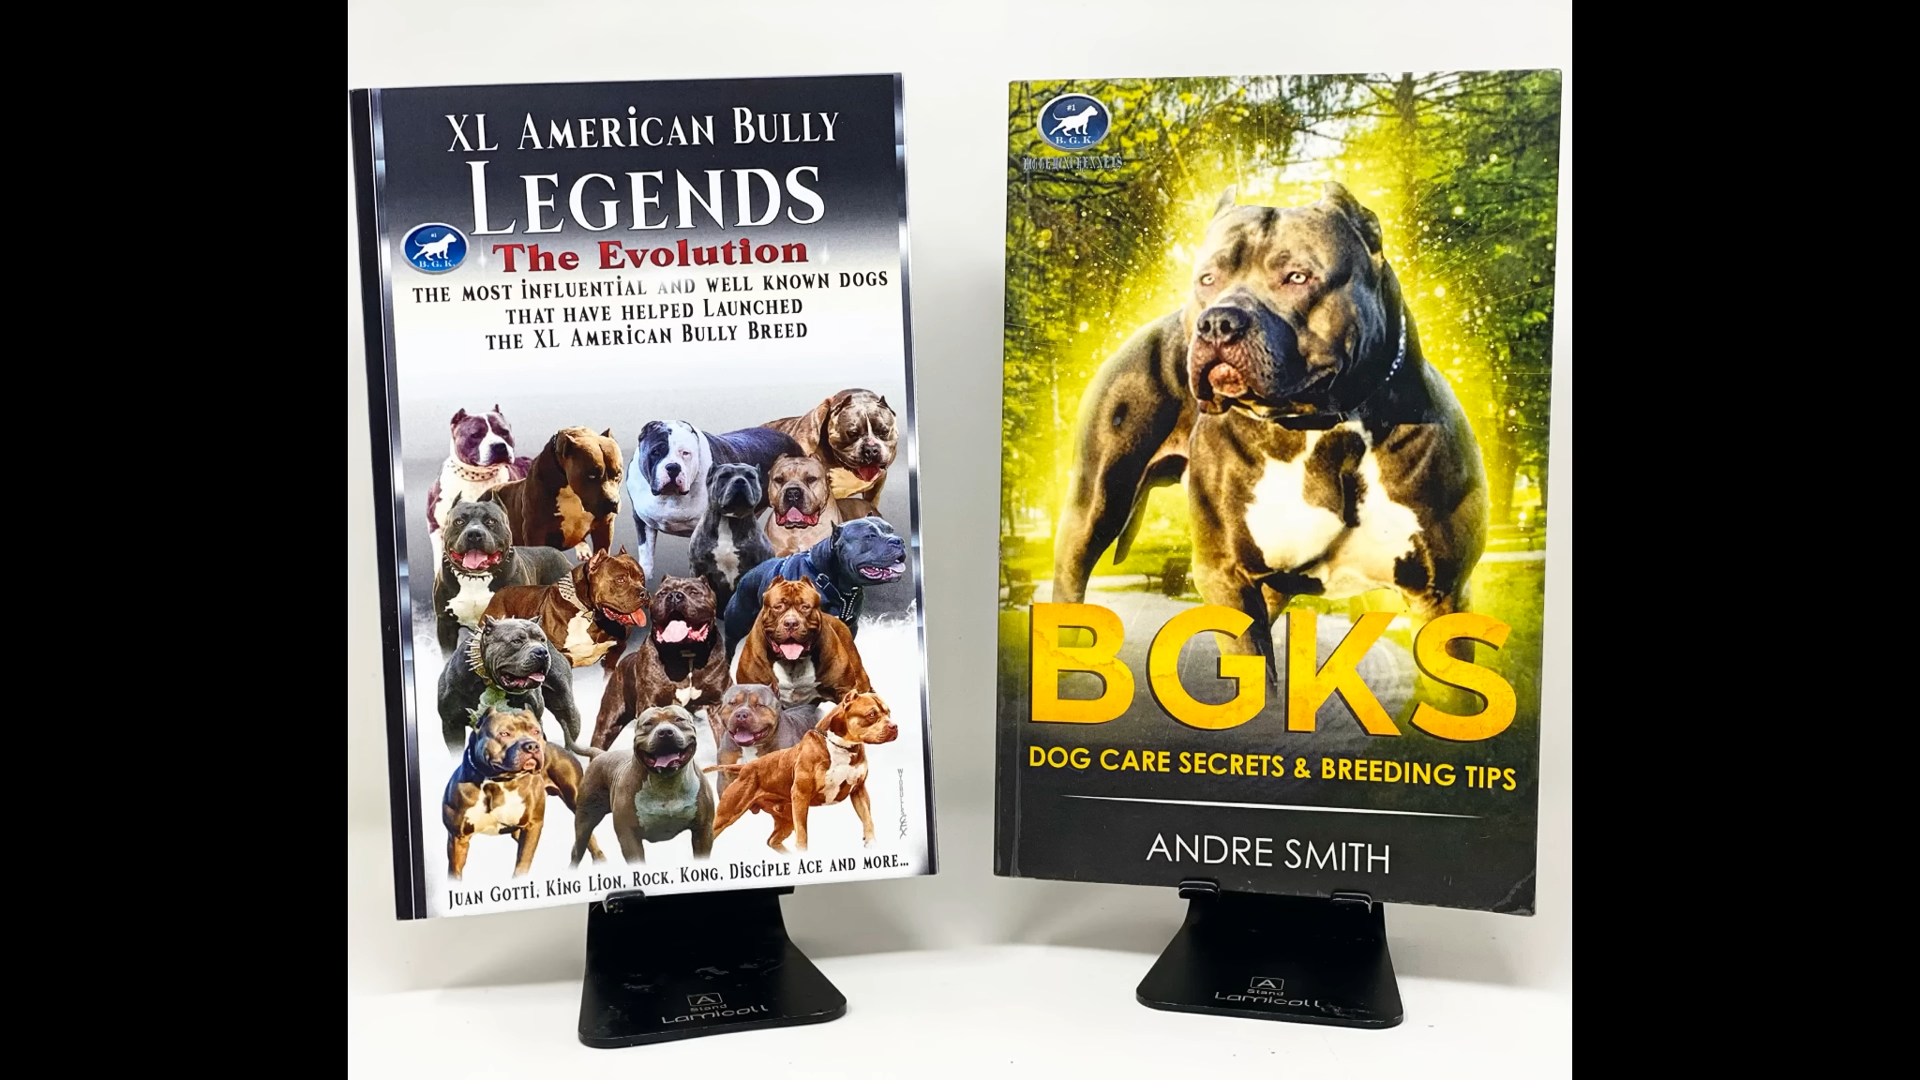 XL AMERICAN BULLY
LEGENDS
The Evolution
#1
B. G. K.
THE MOST INFLUENTIAL AND WELL KNOWN DOGS
THAT HAVE HELPED LAUNCHED
THE XL AMERICAN BULLY BREED
JUAN GOTTI, KING LION, ROCK, KONG, DISCIPLE ACE AND MORE...
A
Stand
Lamicall
#1
B. G. K.
BGKS
DOG CARE SECRETS & BREEDING TIPS
ANDRE SMITH
A
Stand
Lamicall